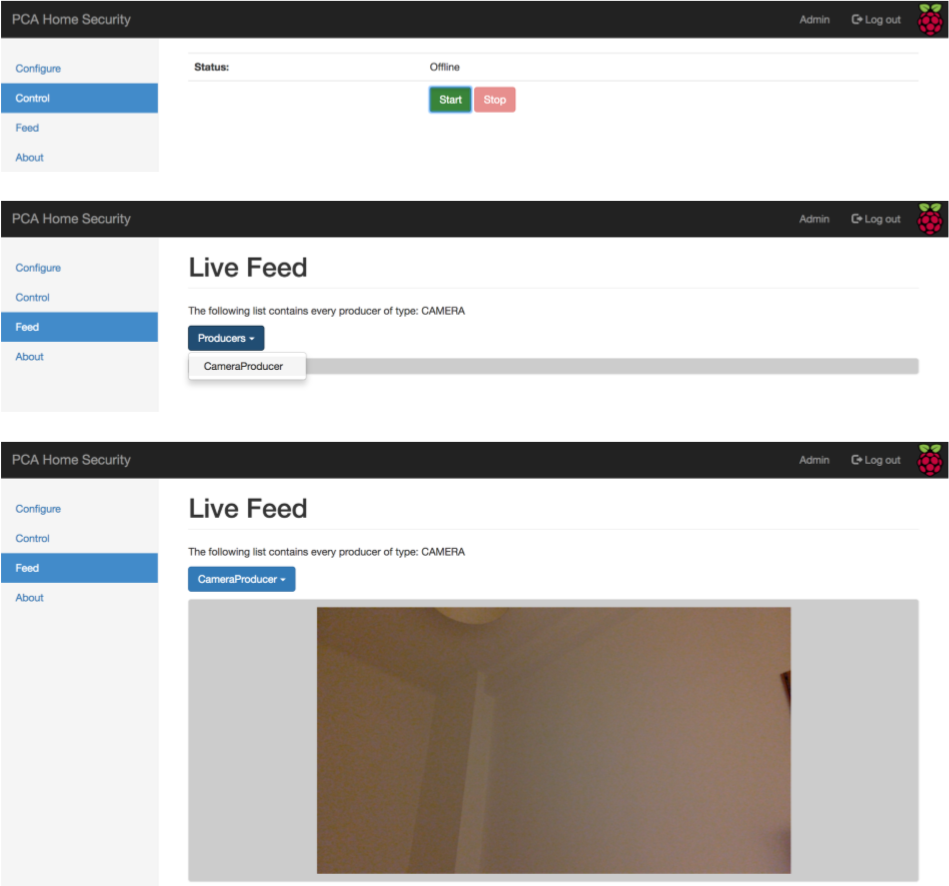 PCA Home Security Admin Log out
Configure
Status: Offline
Control
Start Stop
Feed
About
PCA Home Security Admin Log out
Configure
Live Feed
Control
The following list contains every producer of type: CAMERA
Feed
Producers
About
CameraProducer
PCA Home Security Admin Log out
Configure
Live Feed
Control
The following list contains every producer of type: CAMERA
Feed
CameraProducer
About